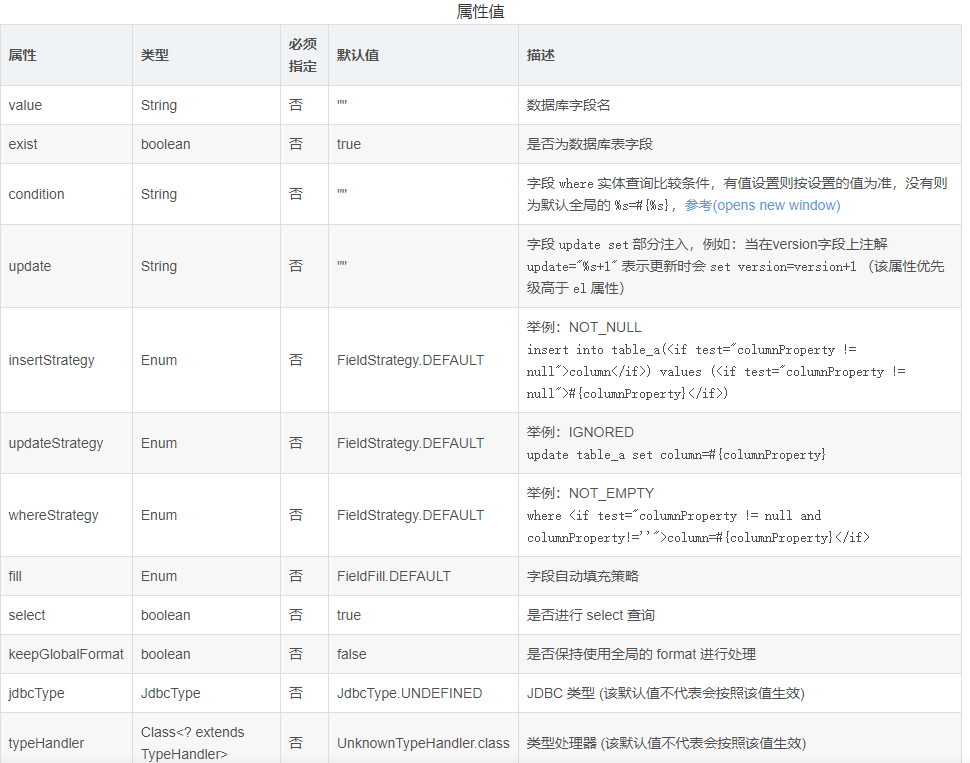 属性值
属性 类型 必须指定 默认值 描述
value String 否 "" 数据库字段名
exist boolean 否 true 是否为数据库表字段
condition String 否 "" 字段 where 实体查询比较条件，有值设置则按设置的值为准，没有则
为默认全局的 %s=#{%s}，参考(opens new window)
update String 否 "" 字段 update set 部分注入，例如：当在version字段上注解
update="%s+1" 表示更新时会 set version=version+1 （该属性优先
级高于 el 属性）
insertStrategy Enum 否 FieldStrategy.DEFAULT 举例：NOT_NULL
insert into table_a(<if test="columnProperty !=
null">column</if>) values (<if test="columnProperty !=
null">#{columnProperty}</if>)
updateStrategy Enum 否 FieldStrategy.DEFAULT 举例：IGNORED
update table_a set column=#{columnProperty}
whereStrategy Enum 否 FieldStrategy.DEFAULT 举例：NOT_EMPTY
where <if test="columnProperty != null and
columnProperty!=''">column=#{columnProperty}</if>
fill Enum 否 FieldFill.DEFAULT 字段自动填充策略
select boolean 否 true 是否进行 select 查询
keepGlobalFormat boolean 否 false 是否保持使用全局的 format 进行处理
jdbcType JdbcType 否 JdbcType.UNDEFINED JDBC 类型 (该默认值不代表会按照该值生效)
typeHandler Class<? extends
TypeHandler> 否 UnknownTypeHandler.class 类型处理器 (该默认值不代表会按照该值生效)